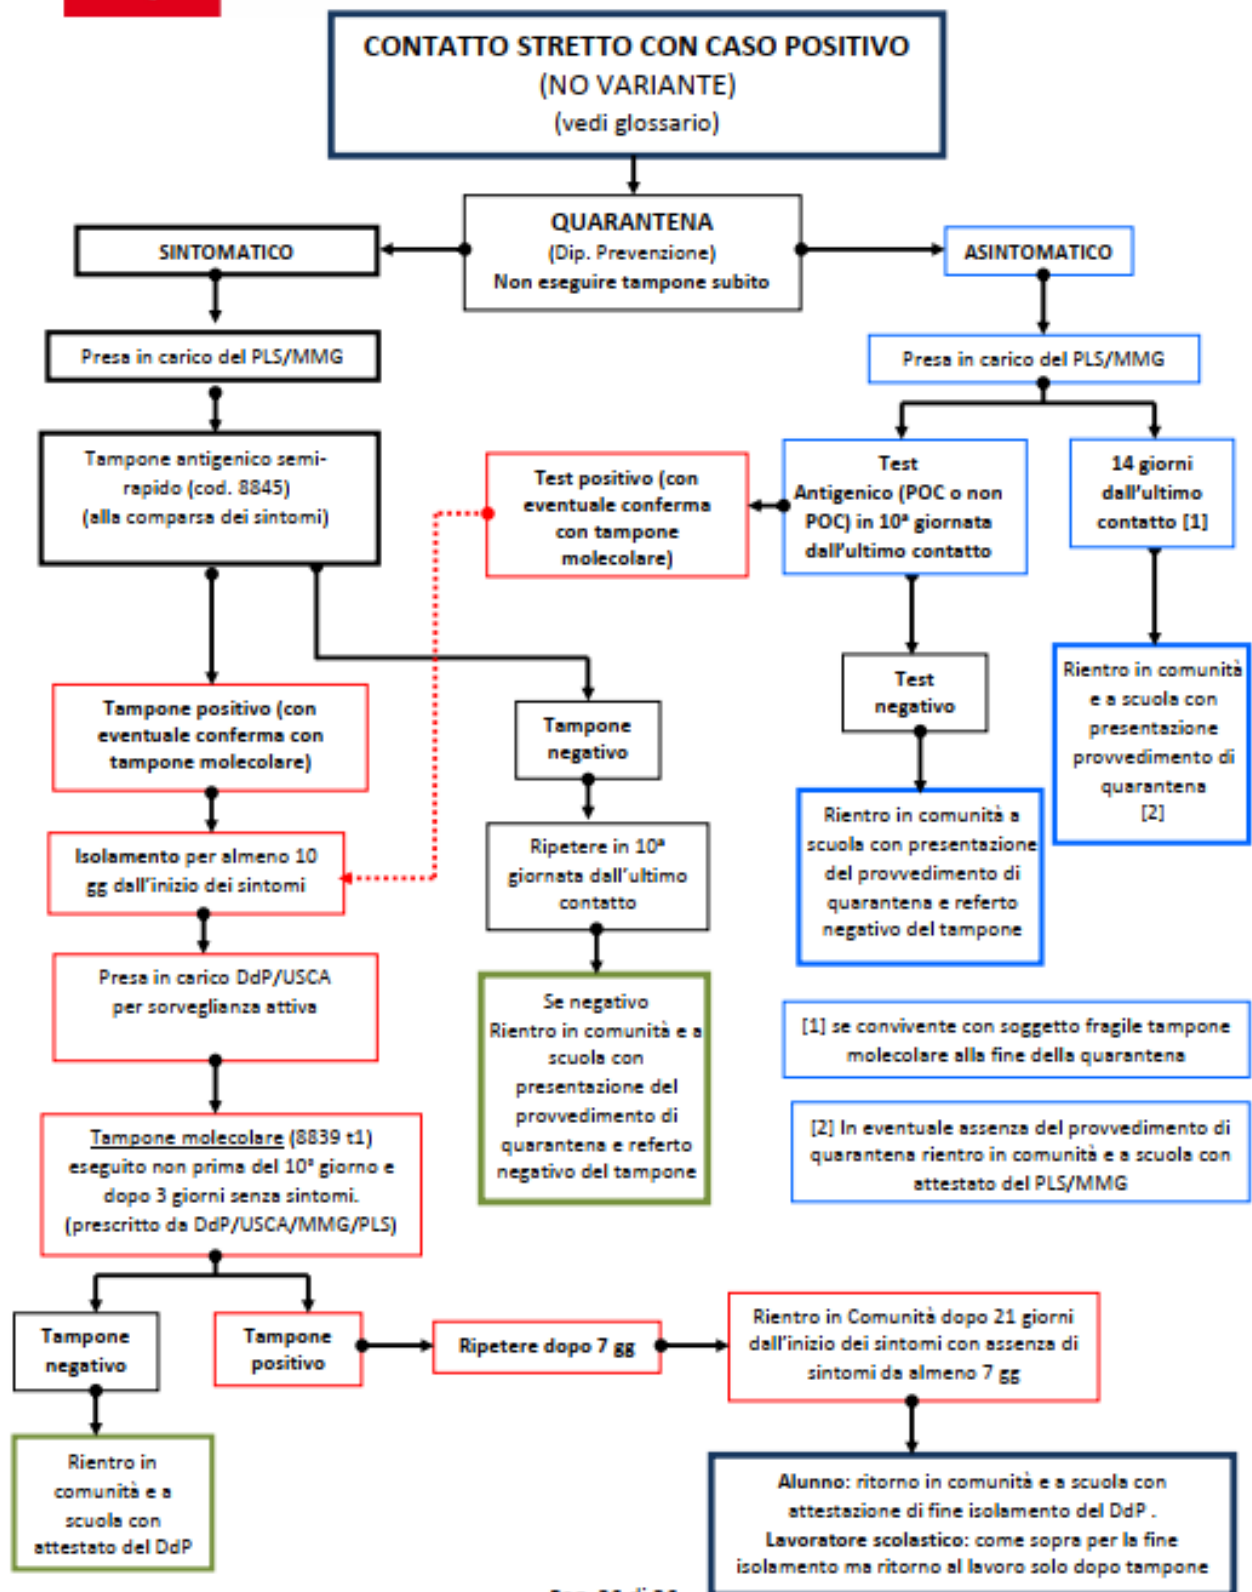 CONTATTO STRETTO CON CASO POSITIVO
(NO VARIANTE)
(vedi glossario)
QUARANTENA
(Dip. Prevenzione)
Non eseguire tampone subito
SINTOMATICO
ASINTOMATICO
Presa in carico del PLS/MMG
Presa in carico del PLS/MMG
Tampone antigenico semi-
rapido (cod. 8845)
(alla comparsa dei sintomi)
Test positivo (con
eventuale conferma
con tampone
molecolare)
Test
Antigenico (POC o non
POC) in 10ª giornata
dall'ultimo contatto
14 giorni
dall'ultimo
contatto [1]
Tampone positivo (con
eventuale conferma con
tampone molecolare)
Tampone
negativo
Test
negativo
Rientro in comunità
e a scuola con
presentazione
provvedimento di
quarantena
[2]
Isolamento per almeno 10
gg dall'inizio dei sintomi
Ripetere in 10ª
giornata dall'ultimo
contatto
Rientro in comunità a
scuola con presentazione
del provvedimento di
quarantena e referto
negativo del tampone
Presa in carico DdP/USCA
per sorveglianza attiva
Se negativo
Rientro in comunità e a
scuola con
presentazione del
provvedimento di
quarantena e referto
negativo del tampone
[1] se convivente con soggetto fragile tampone
molecolare alla fine della quarantena
[2] In eventuale assenza del provvedimento di
quarantena rientro in comunità e a scuola con
attestato del PLS/MMG
Tampone molecolare (8839 t1)
eseguito non prima del 10° giorno e
dopo 3 giorni senza sintomi.
(prescritto da DdP/USCA/MMG/PLS)
Tampone
negativo
Tampone
positivo
Ripetere dopo 7 gg
Rientro in Comunità dopo 21 giorni
dall'inizio dei sintomi con assenza di
sintomi da almeno 7 gg
Rientro in
comunità e a
scuola con
attestato del DdP
Alunno: ritorno in comunità e a scuola con
attestazione di fine isolamento del DdP .
Lavoratore scolastico: come sopra per la fine
isolamento ma ritorno al lavoro solo dopo tampone